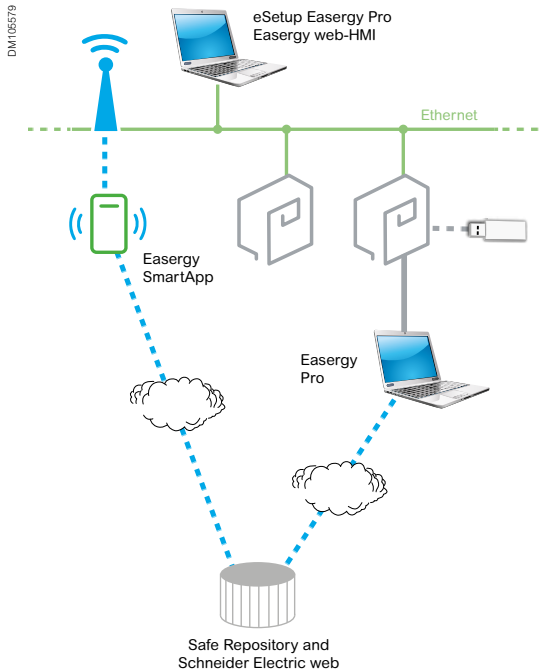 DM105579
eSetup Easergy Pro
Easergy web-HMI
Ethernet
Easergy
SmartApp
Easergy
Pro
Safe Repository and
Schneider Electric web